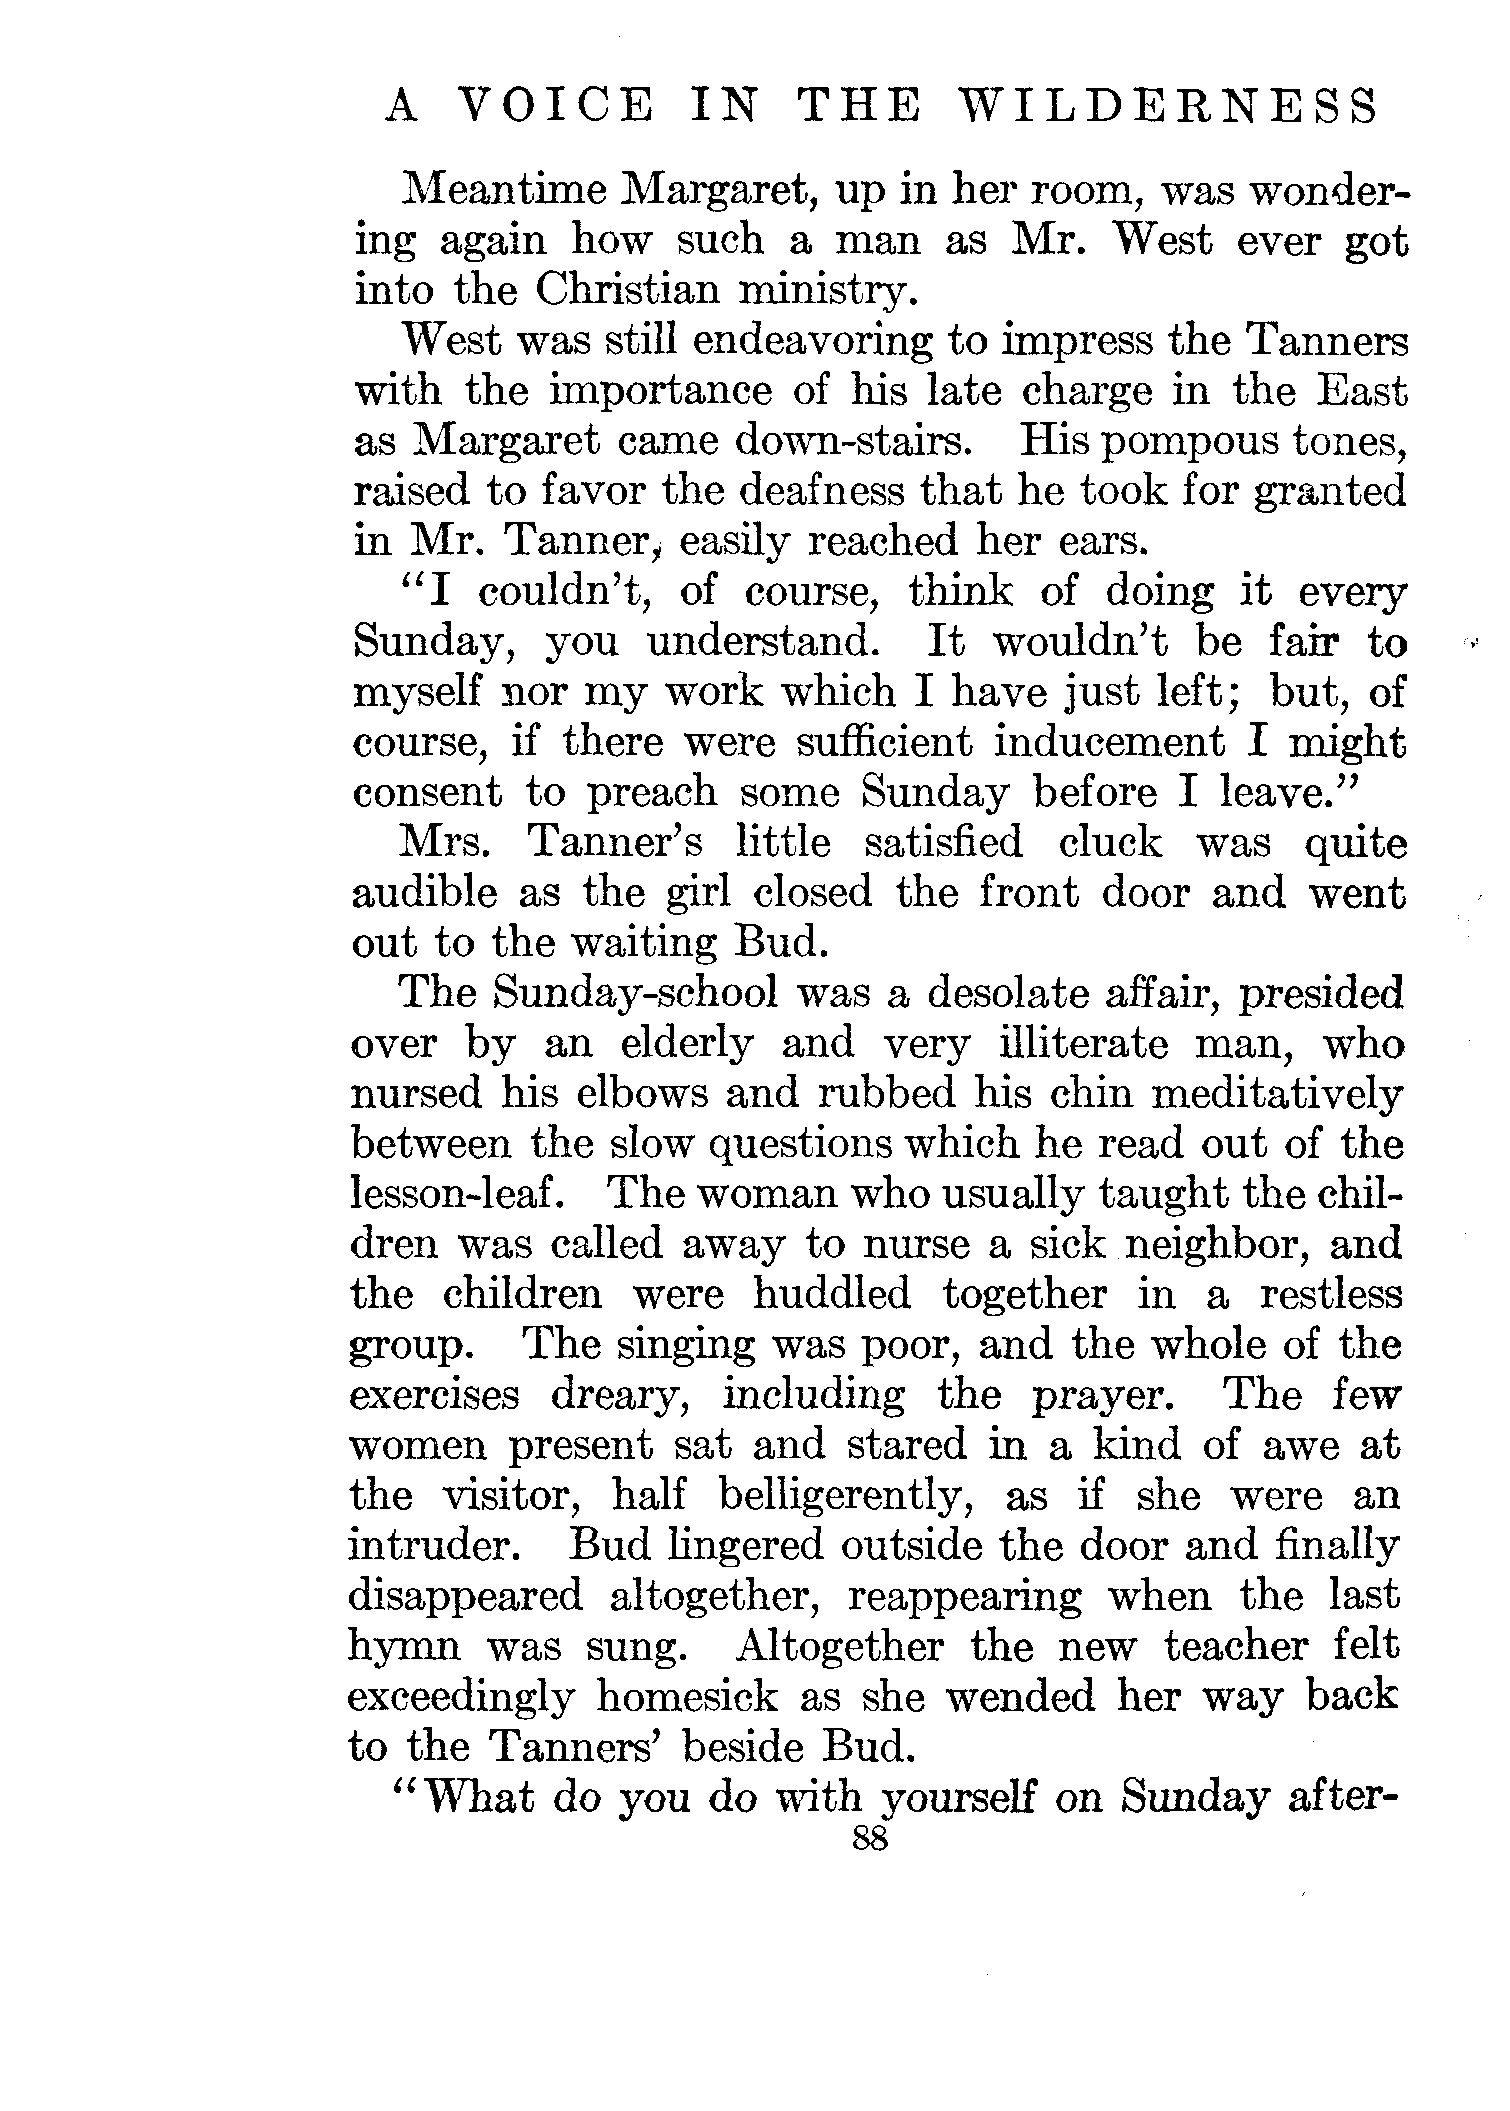 A VOICE IN THE WILDERNESS
Meantime Margaret, up in her room, was wonder-
ing again how such a man as Mr. West ever got
into the Christian ministry.
West was still endeavoring to impress the Tanners
with the importance of his late charge in the East
as Margaret came down-stairs. His pompous tones,
raised to favor the deafness that he took for granted
in Mr. Tanner, easily reached her ears.
"I couldn't, of course, think of doing it every
Sunday, you understand. It wouldn't be fair to
myself nor my work which I have just left; but, of
course, if there were sufficient inducement I might
consent to preach some Sunday before I leave."
Mrs. Tanner's little satisfied cluck was quite
audible as the girl closed the front door and went
out to the waiting Bud.
The Sunday-school was a desolate affair, presided
over by an elderly and very illiterate man, who
nursed his elbows and rubbed his chin meditatively
between the slow questions which he read out of the
lesson-leaf. The woman who usually taught the chil-
dren was called away to nurse a sick neighbor, and
the children were huddled together in a restless
group. The singing was poor, and the whole of the
exercises dreary, including the prayer. The few
women present sat and stared in a kind of awe at
the visitor, half belligerently, as if she were an
intruder. Bud lingered outside the door and finally
disappeared altogether, reappearing when the last
hymn was sung. Altogether the new teacher felt
exceedingly homesick as she wended her way back
to the Tanners' beside Bud.
"What do you do with yourself on Sunday after-
88